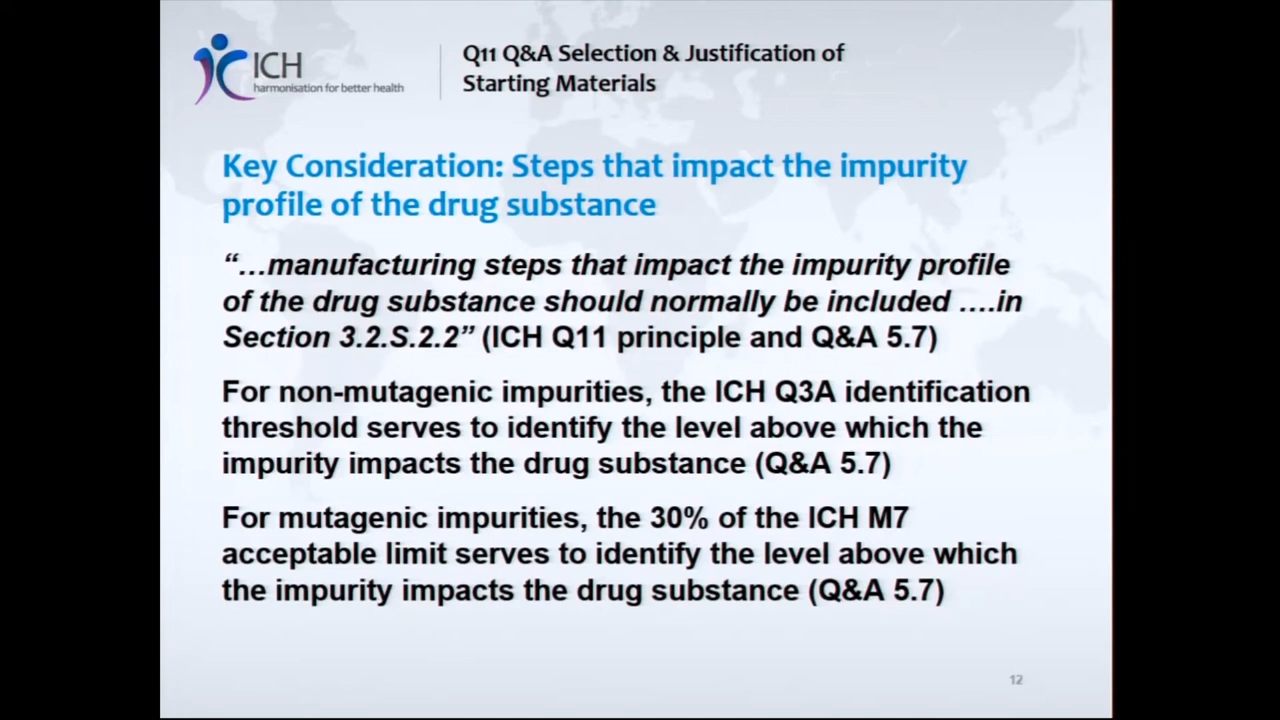 ICH
harmonisation for better health
Q11 Q&A Selection & Justification of
Starting Materials
Key Consideration: Steps that impact the impurity
profile of the drug substance
“…manufacturing steps that impact the impurity profile
of the drug substance should normally be included ….in
Section 3.2.S.2.2” (ICH Q11 principle and Q&A 5.7)
For non-mutagenic impurities, the ICH Q3A identification
threshold serves to identify the level above which the
impurity impacts the drug substance (Q&A 5.7)
For mutagenic impurities, the 30% of the ICH M7
acceptable limit serves to identify the level above which
the impurity impacts the drug substance (Q&A 5.7)
12